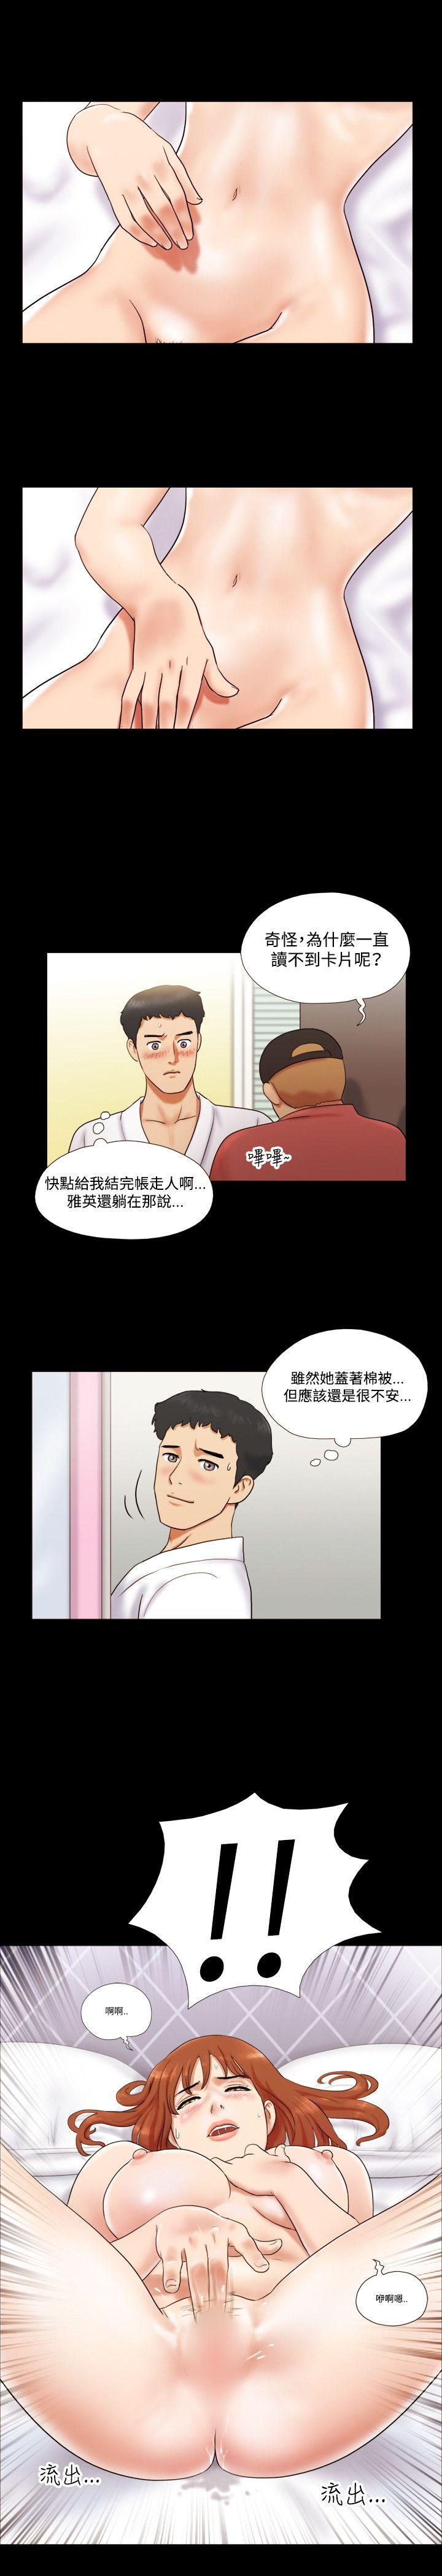 奇怪，為什麼一直
讀不到卡片呢？
嗶嗶~
快點給我結完帳走人啊...
雅英還躺在那說...
雖然她蓋著棉被...
但應該還是很不安...
!!
啊啊..
咿啊嗯..
流出...
流出...